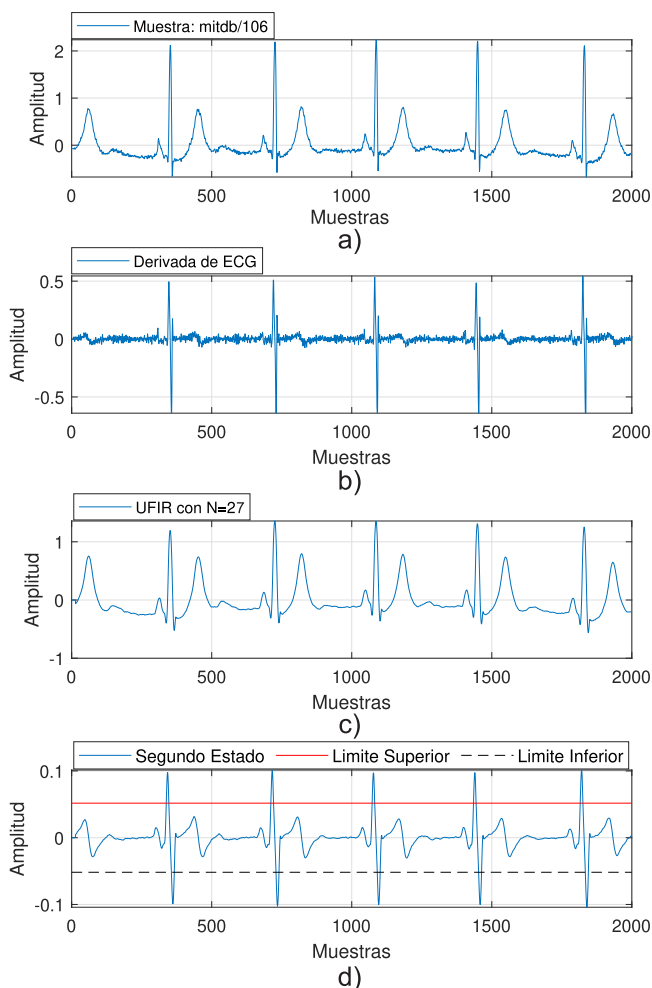 Muestra: mitdb/106
Amplitud
2
1
0
0
500
1000
1500
2000
Muestras
a)
Derivada de ECG
Amplitud
0.5
0
-0.5
0
500
1000
1500
2000
Muestras
b)
UFIR con N=27
Amplitud
1
0
-1
0
500
1000
1500
2000
Muestras
c)
Segundo Estado Limite Superior Limite Inferior
Amplitud
0.1
0
-0.1
0
500
1000
1500
2000
Muestras
d)